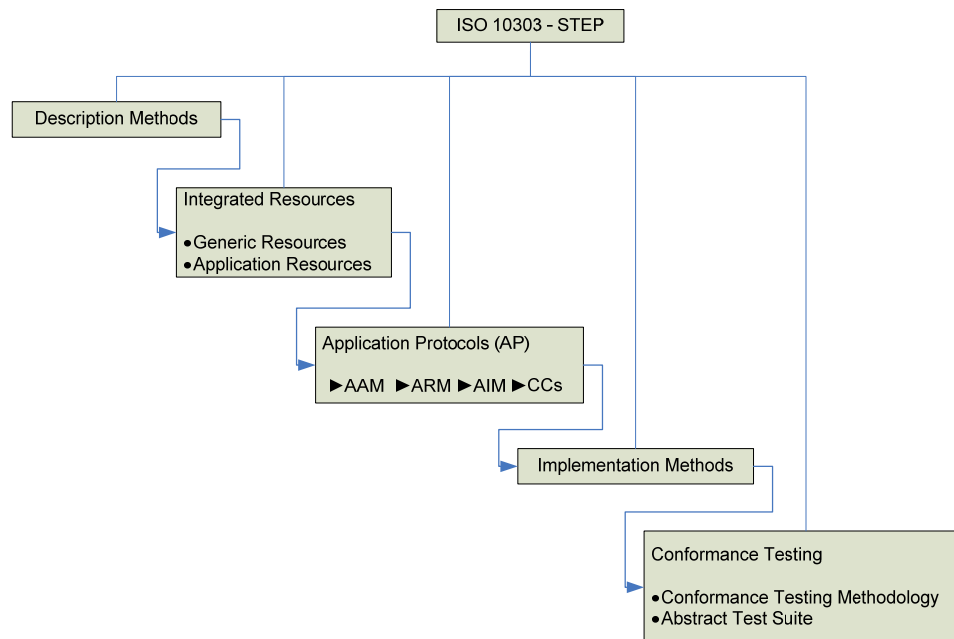 ISO 10303 - STEP
Description Methods
Integrated Resources
●Generic Resources
●Application Resources
Application Protocols (AP)
►AAM ►ARM ►AIM ►CCs
Implementation Methods
Conformance Testing
●Conformance Testing Methodology
●Abstract Test Suite